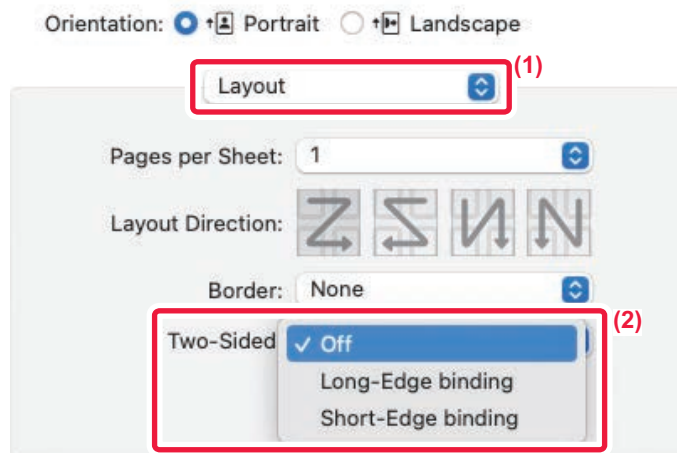 Orientation: Portrait Landscape
(1)
Layout
Pages per Sheet: 1
Layout Direction:
Border: None
(2)
Two-Sided ✓ Off
Long-Edge binding
Short-Edge binding